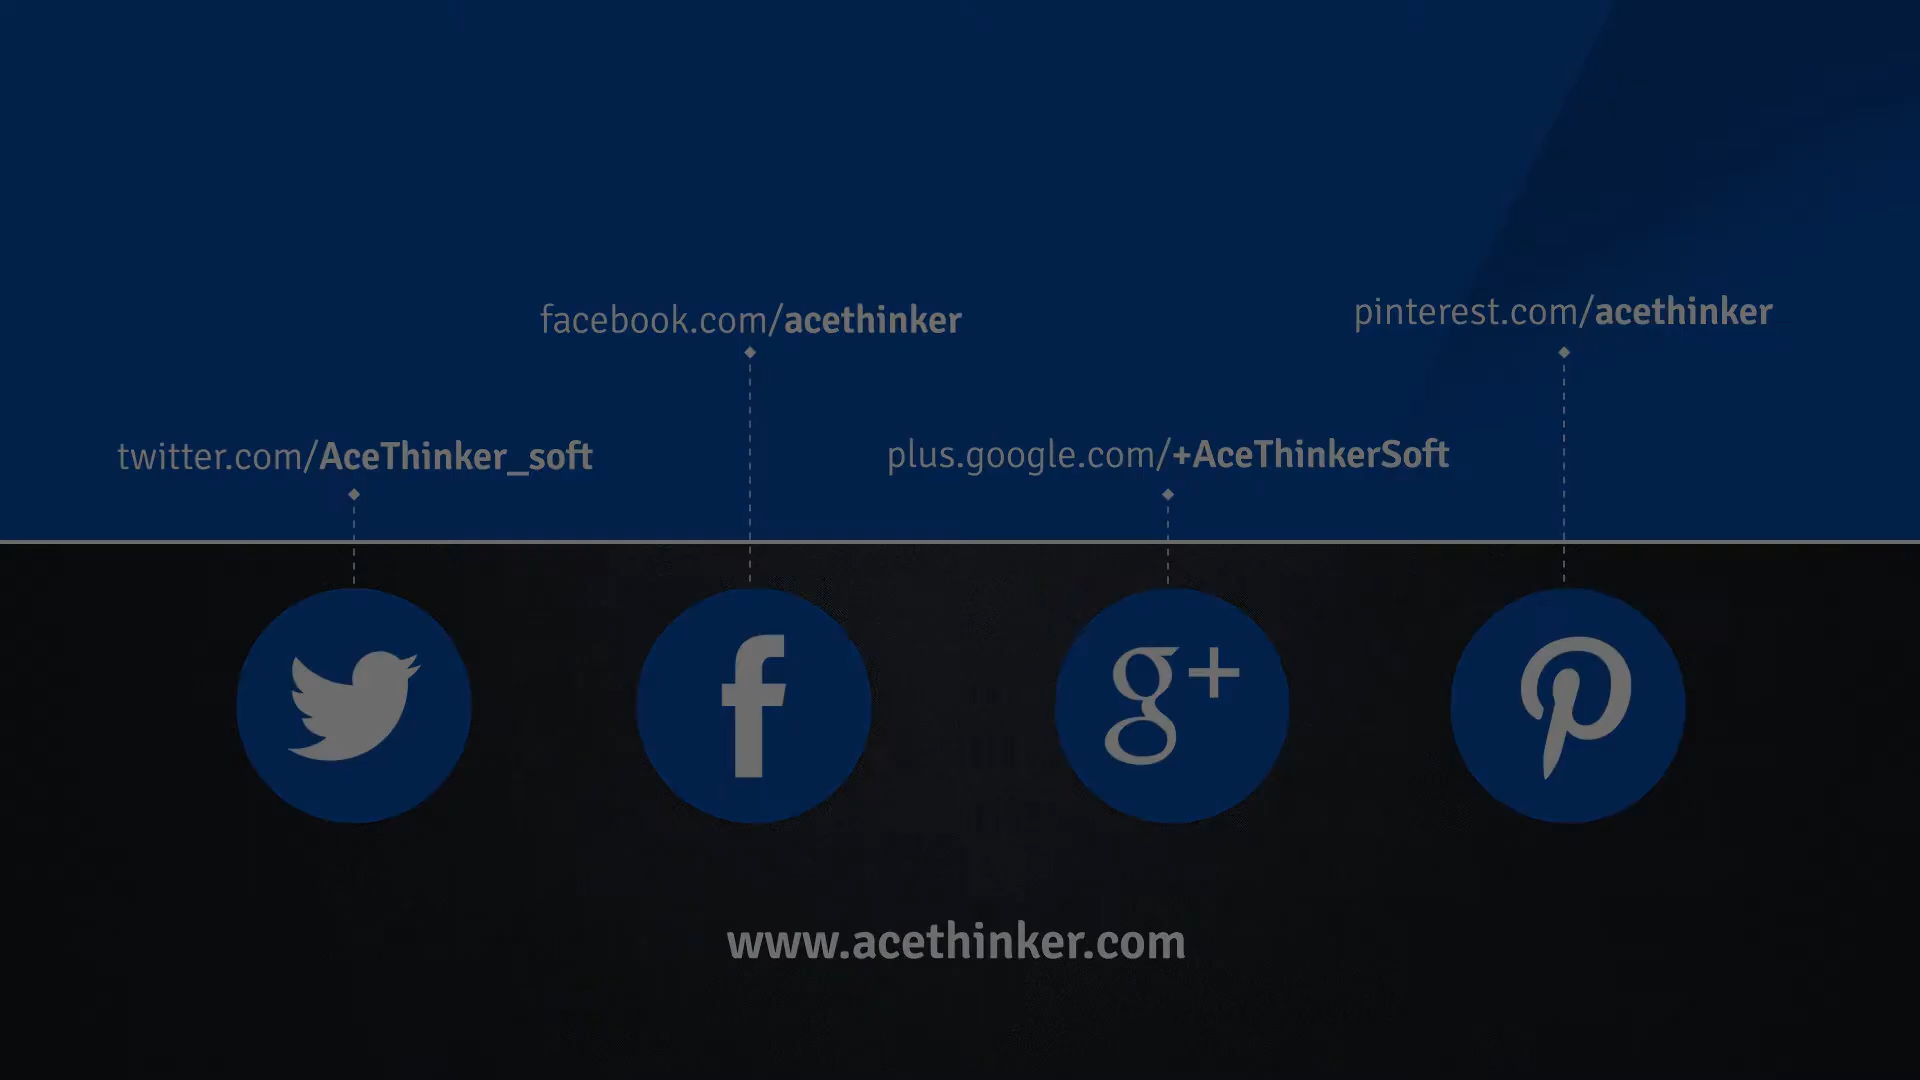 facebook.com/acethinker
pinterest.com/acethinker
twitter.com/AceThinker_soft
plus.google.com/+AceThinkerSoft
f
g+
www.acethinker.com